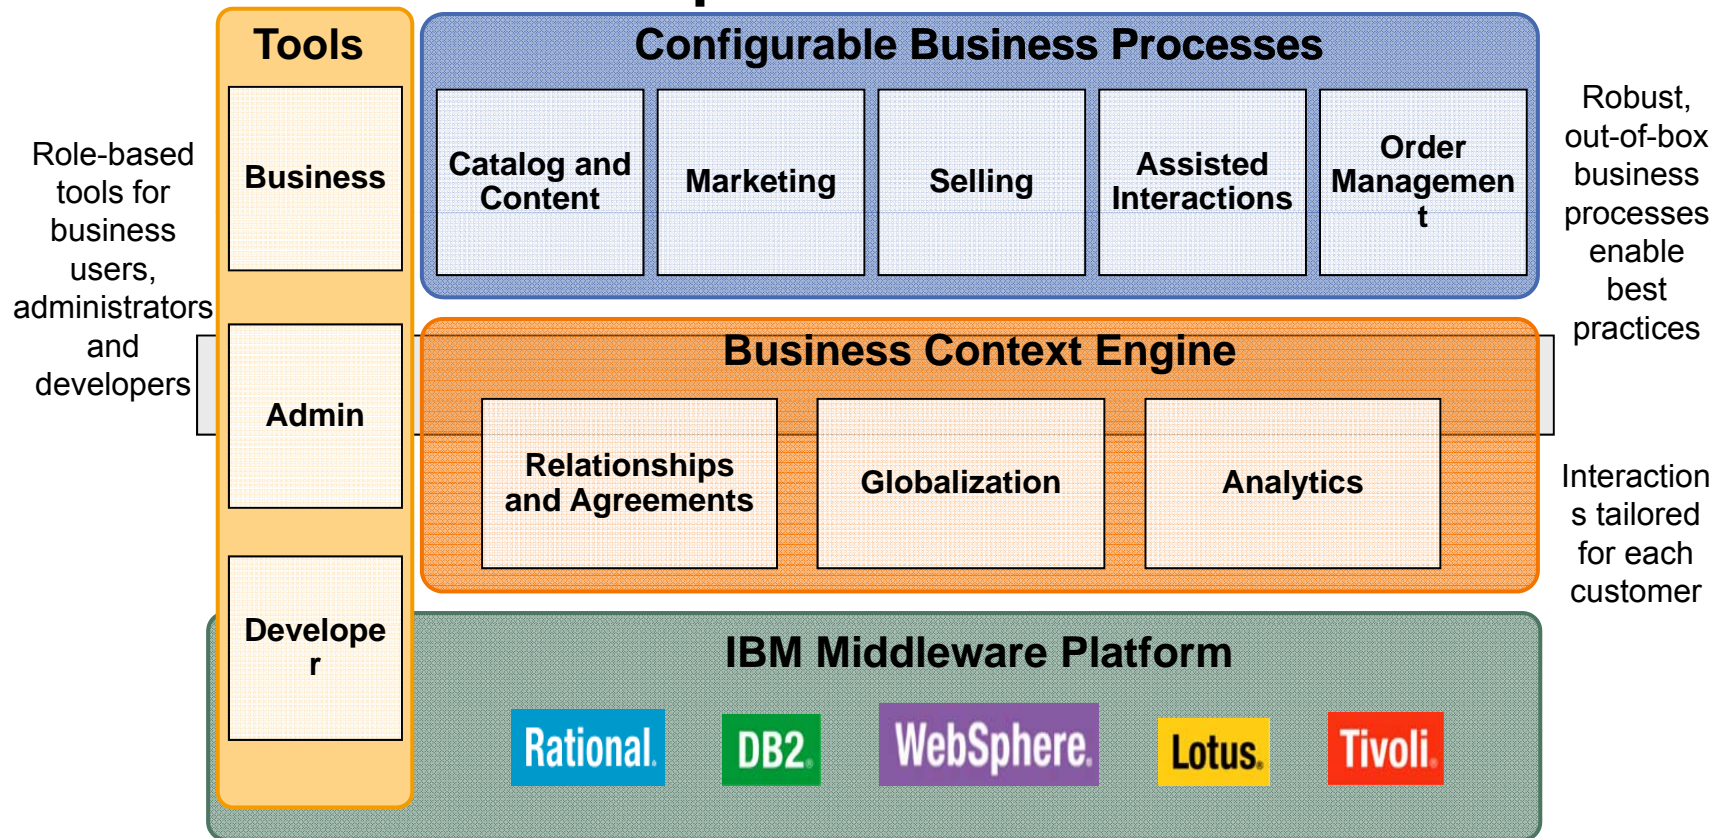 Tools
Configurable Business Processes
Role-based
tools for
business
users,
administrators
and
developers
Business
Admin
Develope
r
Catalog and
Content
Marketing
Selling
Assisted
Interactions
Order
Managemen
t
Robust,
out-of-box
business
processes
enable
best
practices
Business Context Engine
Relationships
and Agreements
Globalization
Analytics
Interaction
s tailored
for each
customer
IBM Middleware Platform
Rational.
DB2.
WebSphere.
Lotus.
Tivoli.